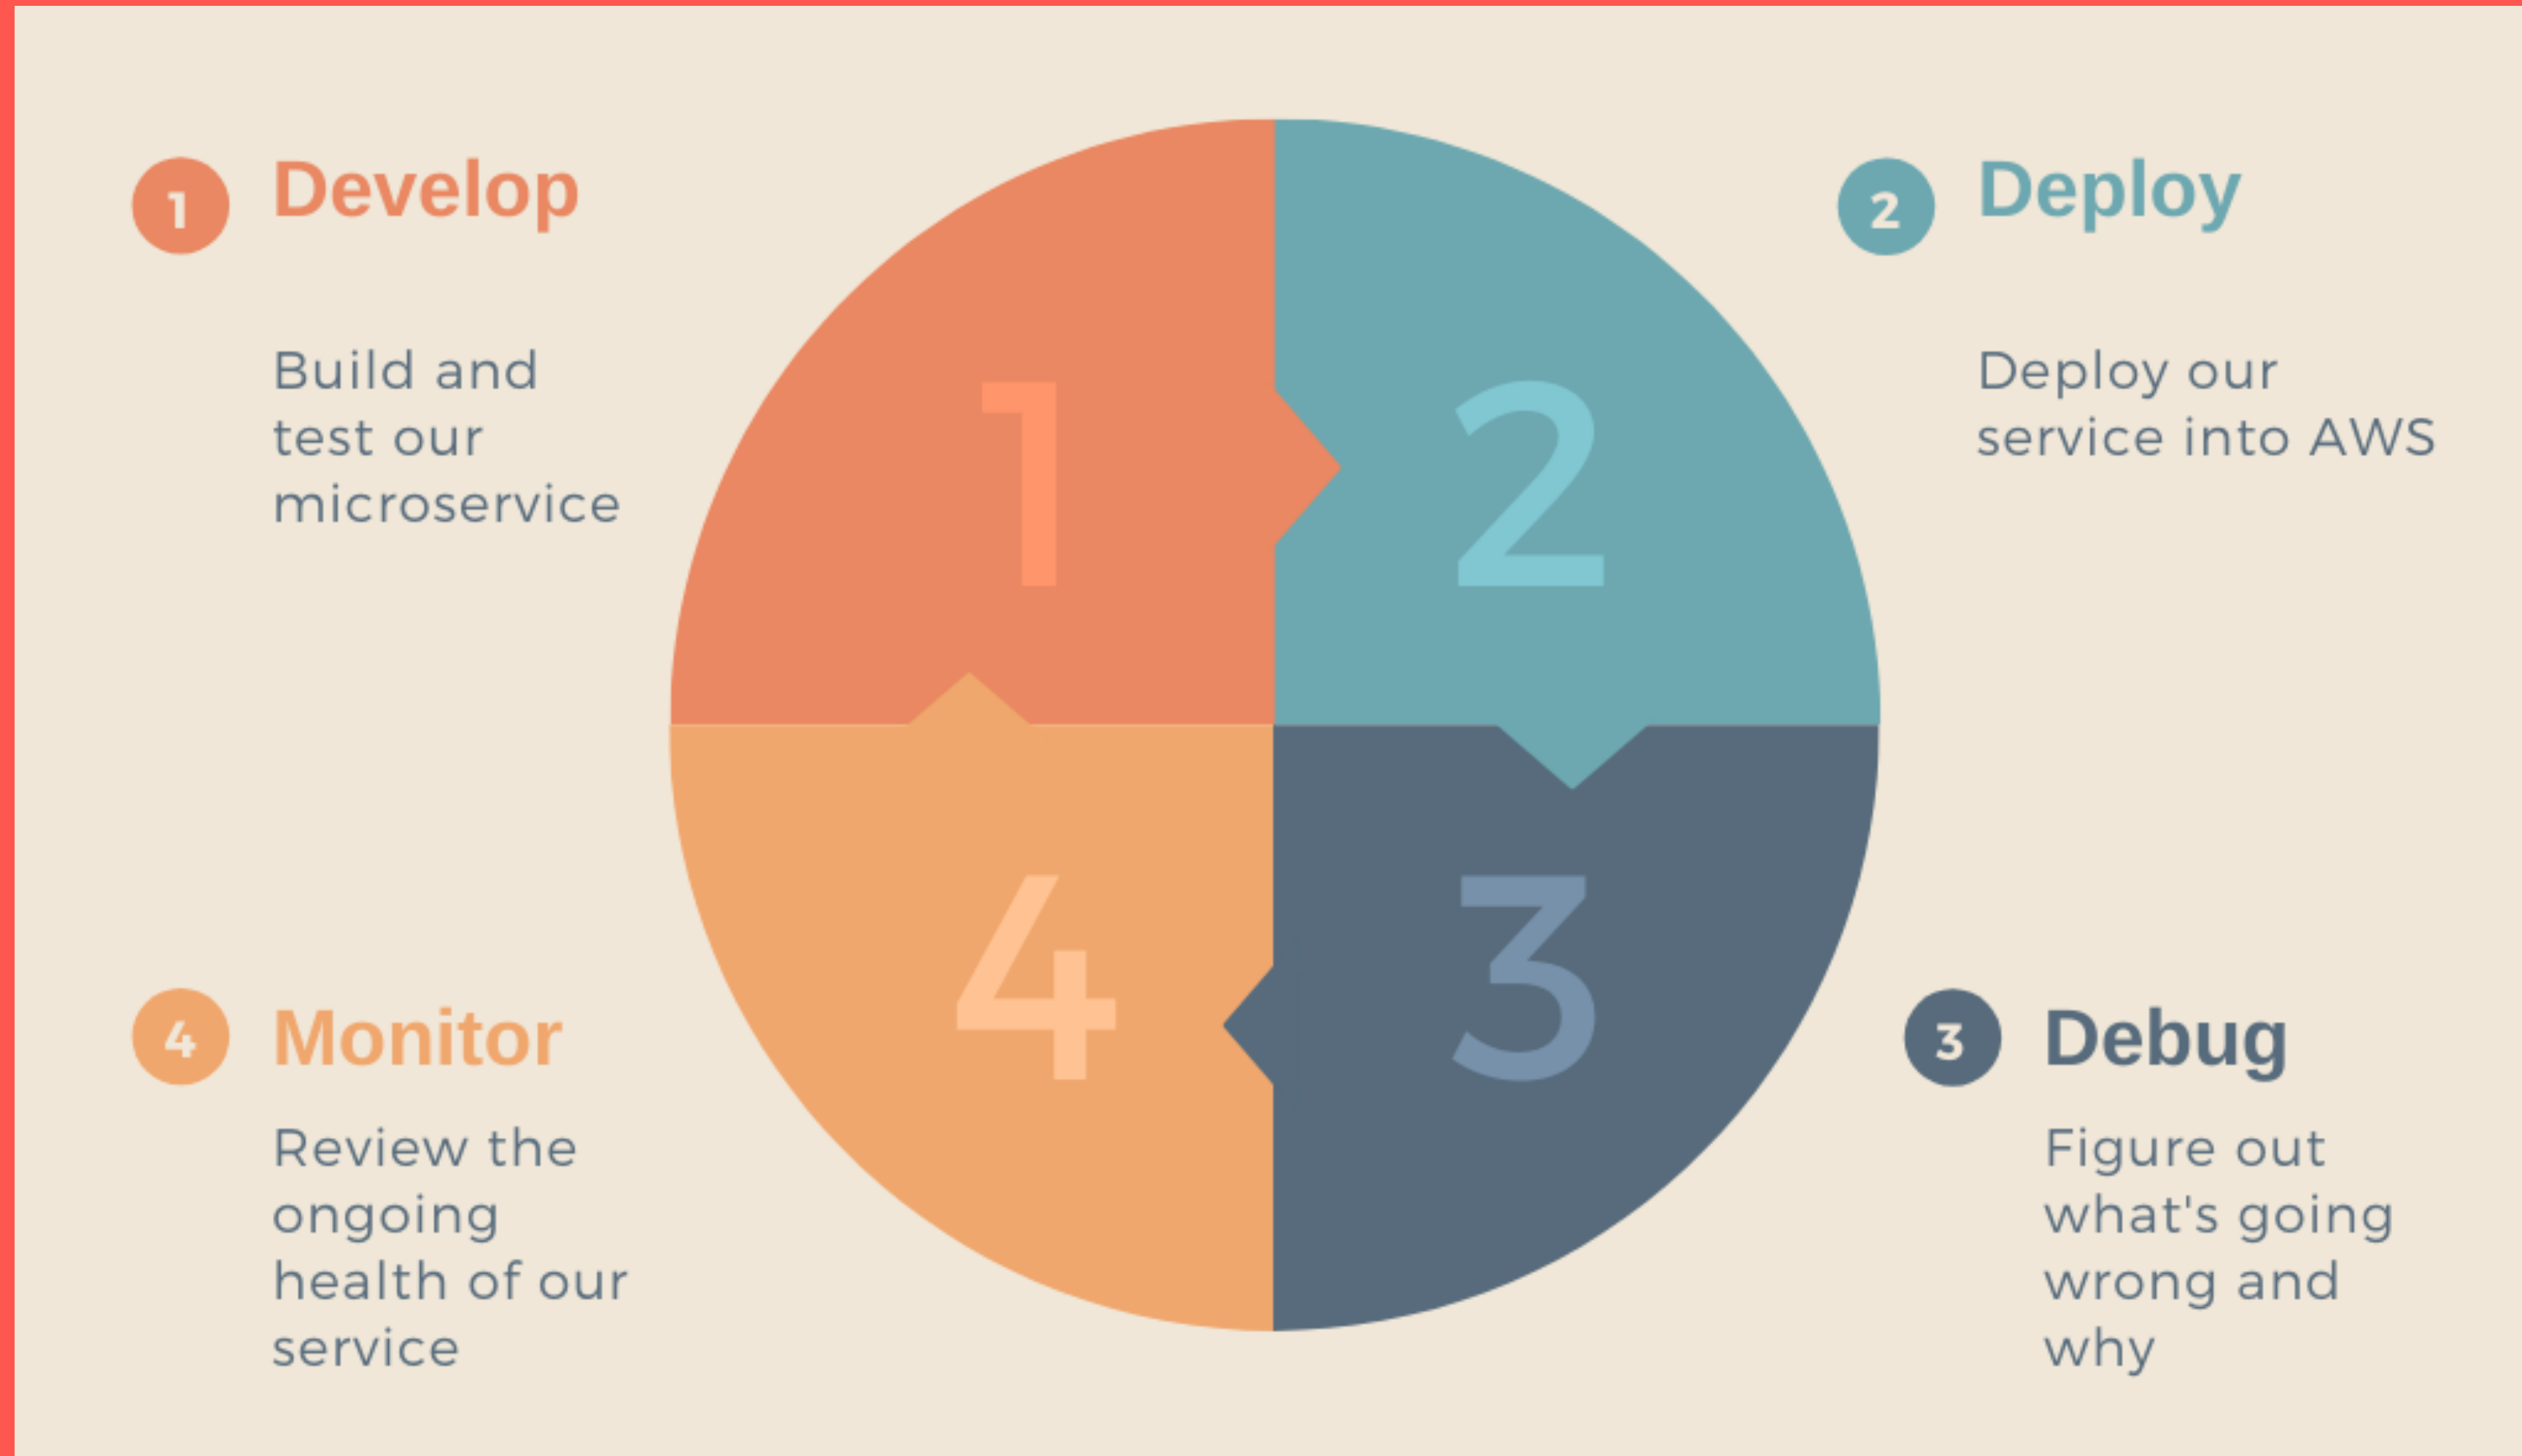 1 Develop
Build and
test our
microservice
2 Deploy
Deploy our
service into AWS
1
2
4
3
4 Monitor
Review the
ongoing
health of our
service
3 Debug
Figure out
what's going
wrong and
why